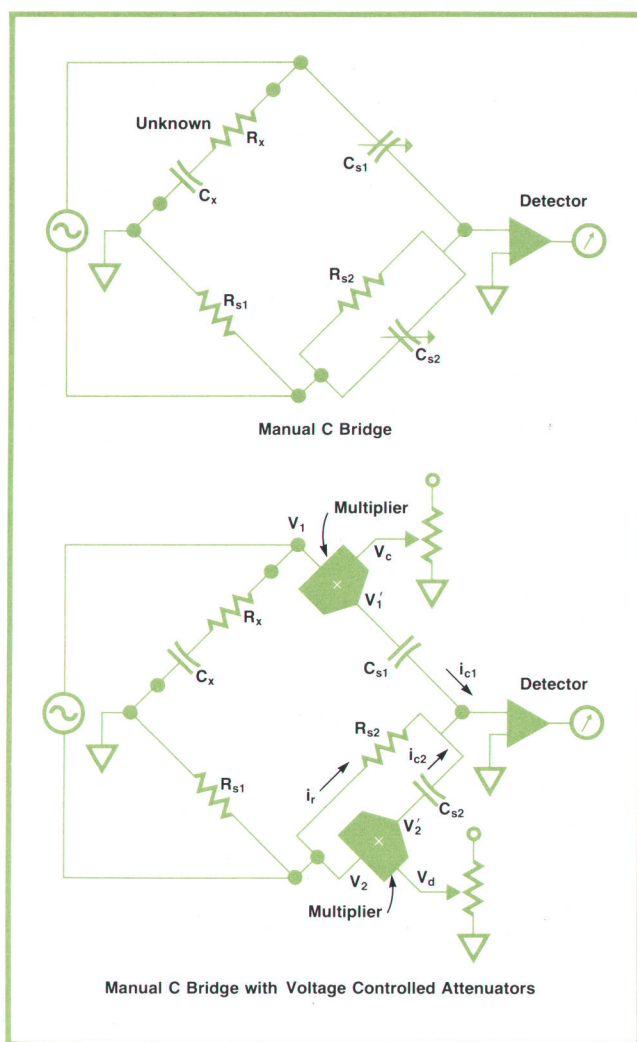 Unknown
Rx
Cx
Cs1
Detector
Rs2
Rs1
Cs2
Manual C Bridge
Multiplier
V1
Vc
V1′
Rx
Cx
Cs1
ic1
Detector
Rs2
ic2
Rs1
ir
Cs2
V2′
V2
Vd
Multiplier
Manual C Bridge with Voltage Controlled Attenuators